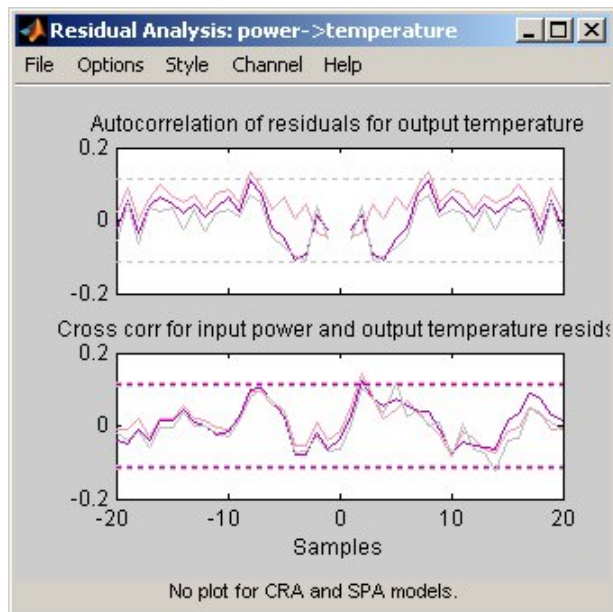 Residual Analysis: power->temperature
File Options Style Channel Help
Autocorrelation of residuals for output temperature
0.2
0
-0.2
Cross corr for input power and output temperature resids
0.2
0
-0.2
-20 -10 0 10 20
Samples
No plot for CRA and SPA models.